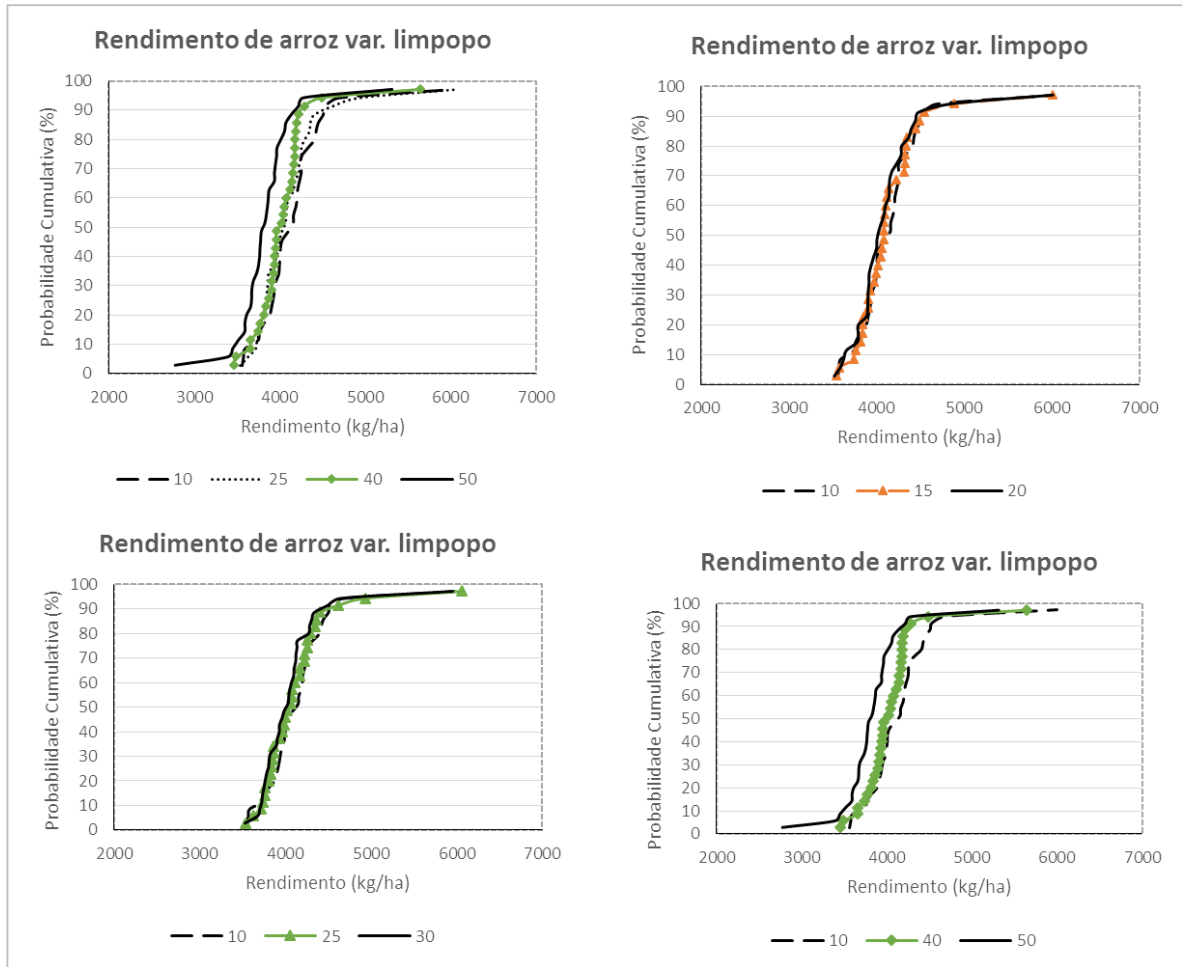 Rendimento de arroz var. limpopo
Probabilidade Cumulativa (%)
100
90
80
70
60
50
40
30
20
10
0
2000 3000 4000 5000 6000 7000
Rendimento (kg/ha)
10 25 40 50
Rendimento de arroz var. limpopo
Probabilidade Cumulativa (%)
100
90
80
70
60
50
40
30
20
10
0
2000 3000 4000 5000 6000 7000
Rendimento (kg/ha)
10 15 20
Rendimento de arroz var. limpopo
Probabilidade Cumulativa (%)
100
90
80
70
60
50
40
30
20
10
0
2000 3000 4000 5000 6000 7000
Rendimento (kg/ha)
10 25 30
Rendimento de arroz var. limpopo
Probabilidade Cumulativa (%)
100
90
80
70
60
50
40
30
20
10
0
2000 3000 4000 5000 6000 7000
Rendimento (kg/ha)
10 40 50